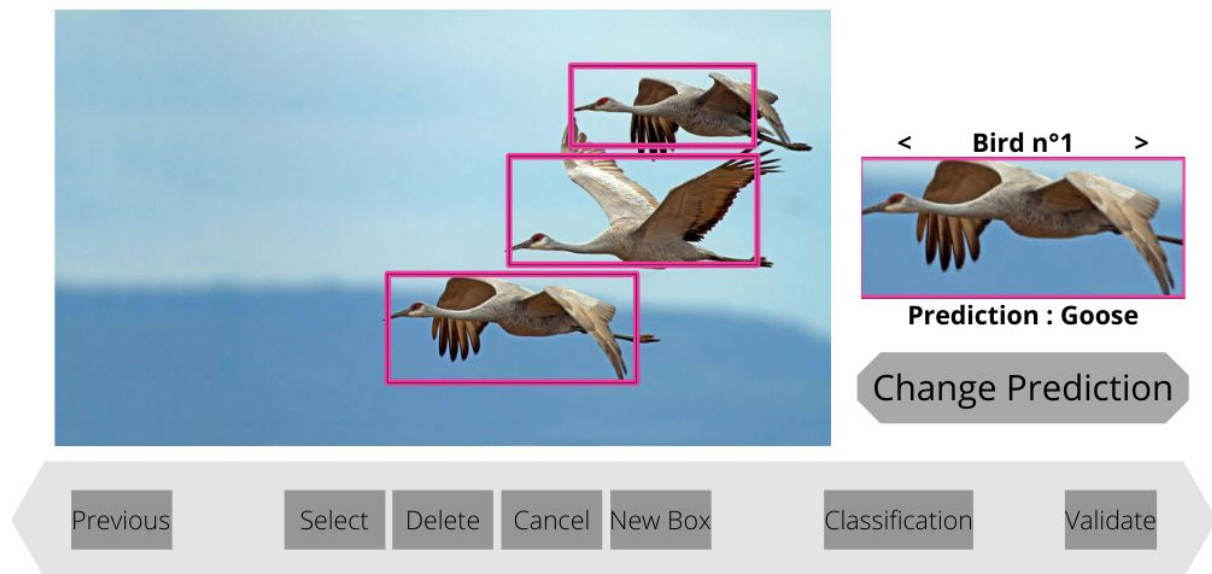 < Bird n°1 >
Prediction : Goose
Change Prediction
Previous Select Delete Cancel New Box Classification Validate